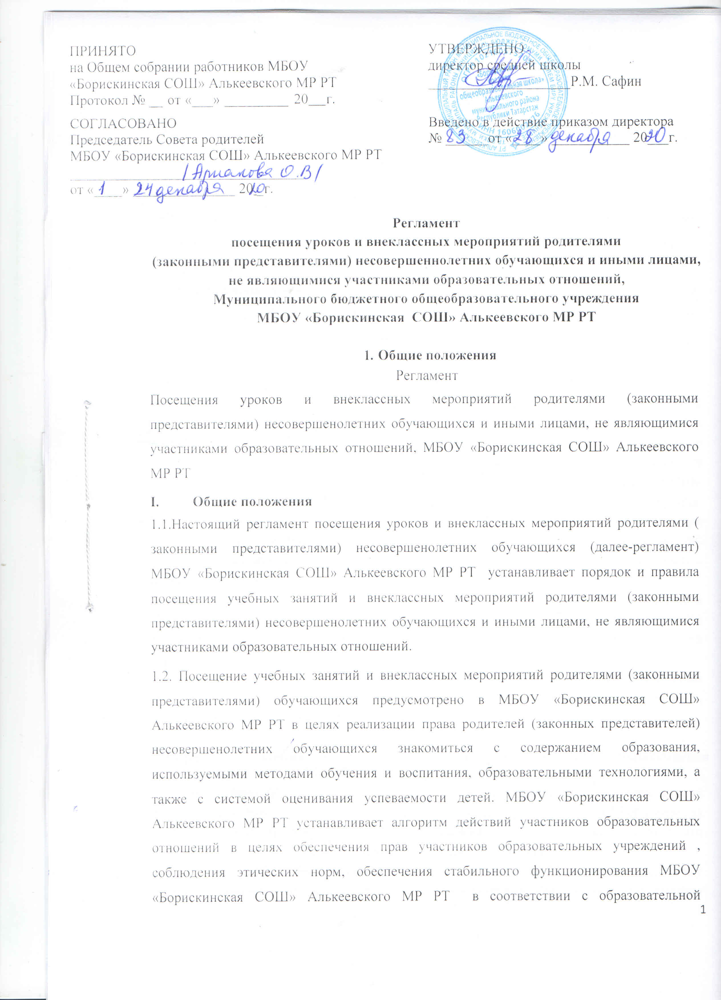 ПРИНЯТО
на Общем собрании работников МБОУ
«Борискинская СОШ» Алькеевского МР РТ
Протокол № __ от «___» _________ 20___г.
СОГЛАСОВАНО
Председатель Совета родителей
МБОУ «Борискинская СОШ» Алькеевского МР РТ
/ О.В/
от «1» 24 декабря 2020г.
УТВЕРЖДЕНО
директор средней школы
____________________Р.М. Сафин
Введено в действие приказом директора
№ 83 от «28» декабря 2020 г.
общеобразовательная школа»
Алькеевского
муниципального района
Республики Татарстан
Регламент
посещения уроков и внеклассных мероприятий родителями
(законными представителями) несовершеннолетних обучающихся и иными лицами,
не являющимися участниками образовательных отношений,
Муниципального бюджетного общеобразовательного учреждения
МБОУ «Борискинская СОШ» Алькеевского МР РТ
1. Общие положения
Регламент
Посещения уроков и внеклассных мероприятий родителями (законными
представителями) несовершенолетних обучающихся и иными лицами, не являющимися
участниками образовательных отношений, МБОУ «Борискинская СОШ» Алькеевского
МР РТ
I. Общие положения
1.1.Настоящий регламент посещения уроков и внеклассных мероприятий родителями (
законными представителями) несовершенолетних обучающихся (далее-регламент)
МБОУ «Борискинская СОШ» Алькеевского МР РТ устанавливает порядок и правила
посещения учебных занятий и внеклассных мероприятий родителями (законными
представителями) несовершенолетних обучающихся и иными лицами, не являющимися
участниками образовательных отношений.
1.2. Посещение учебных занятий и внеклассных мероприятий родителями (законными
представителями) обучающихся предусмотрено в МБОУ «Борискинская СОШ»
Алькеевского МР РТ в целях реализации права родителей (законных представителей)
несовершенолетних обучающихся знакомиться с содержанием образования,
используемыми методами обучения и воспитания, образовательными технологиями, а
также с системой оценивания успеваемости детей. МБОУ «Борискинская СОШ»
Алькеевского МР РТ устанавливает алгоритм действий участников образовательных
отношений в целях обеспечения прав участников образовательных учреждений ,
соблюдения этических норм, обеспечения стабильного функционирования МБОУ
«Борискинская СОШ» Алькеевского МР РТ в соответствии с образовательной
1